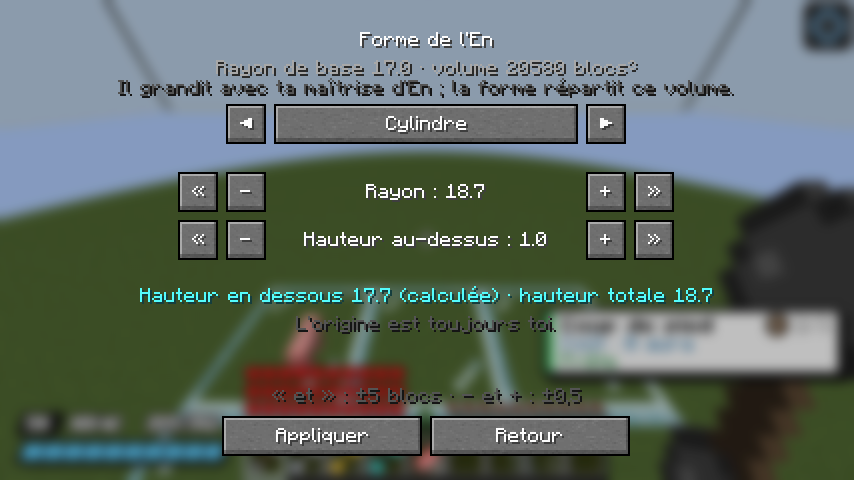 Forme de l'En
Rayon de base 17.0 · volume 20580 blocs³
Il grandit avec ta maîtrise d'En ; la forme répartit ce volume.
◄ Cylindre ►
« - Rayon : 18.7 + »
« - Hauteur au-dessus : 1.0 + »
Hauteur en dessous 17.7 (calculée) · hauteur totale 18.7
L'origine est toujours toi.
« et » : ±5 blocs · - et + : ±0,5
Appliquer Retour